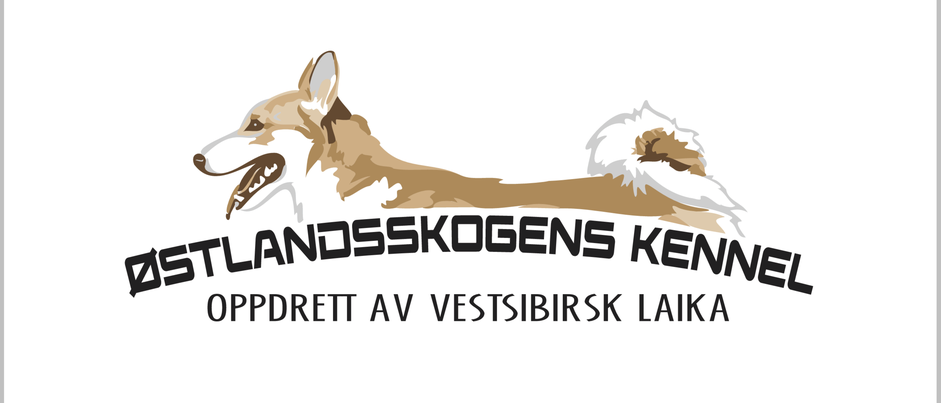 ØSTLANDSSKOGENS KENNEL
OPPDRETT AV VESTSIBIRSK LAIKA